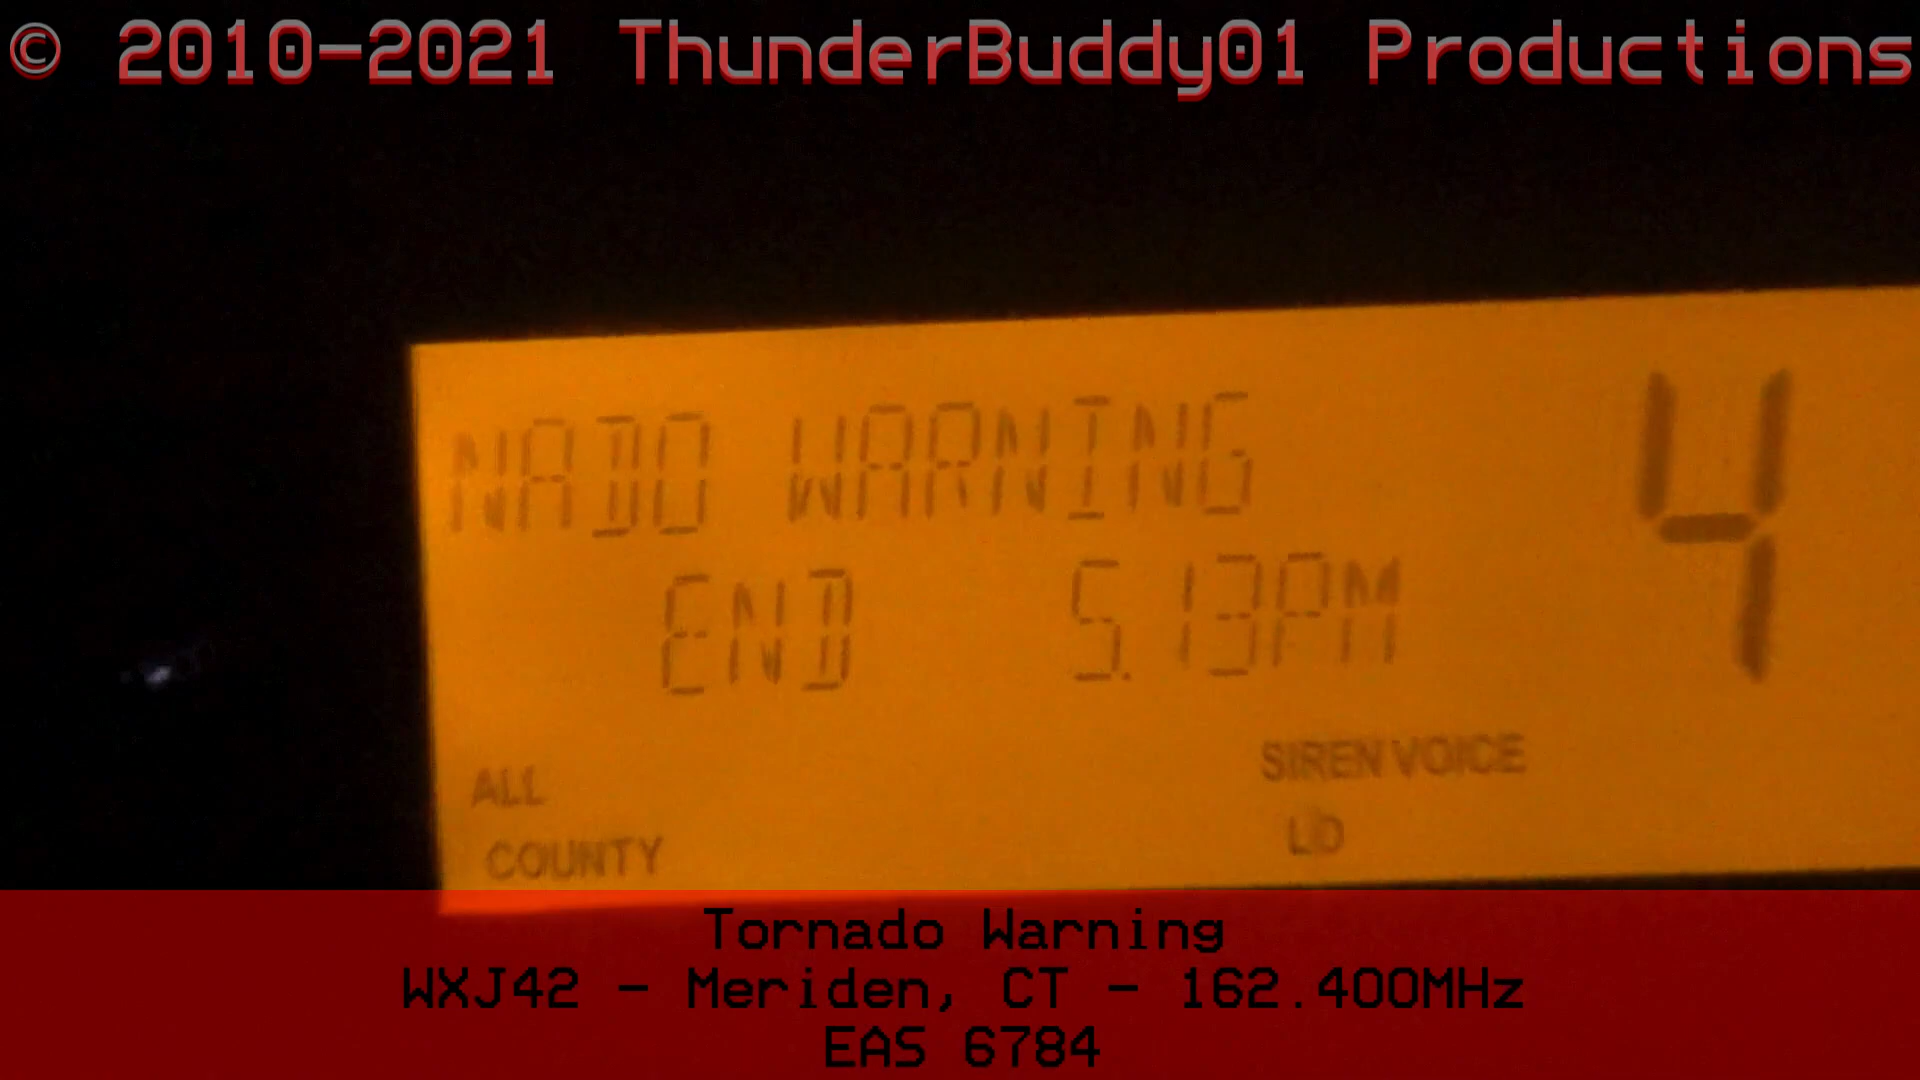 © 2010-2021 ThunderBuddy01 Productions
NADO WARNING 4
END 5.13PM
SIREN VOICE
ALL
LO
COUNTY
Tornado Warning
WXJ42 - Meriden, CT - 162.400MHz
EAS 6784